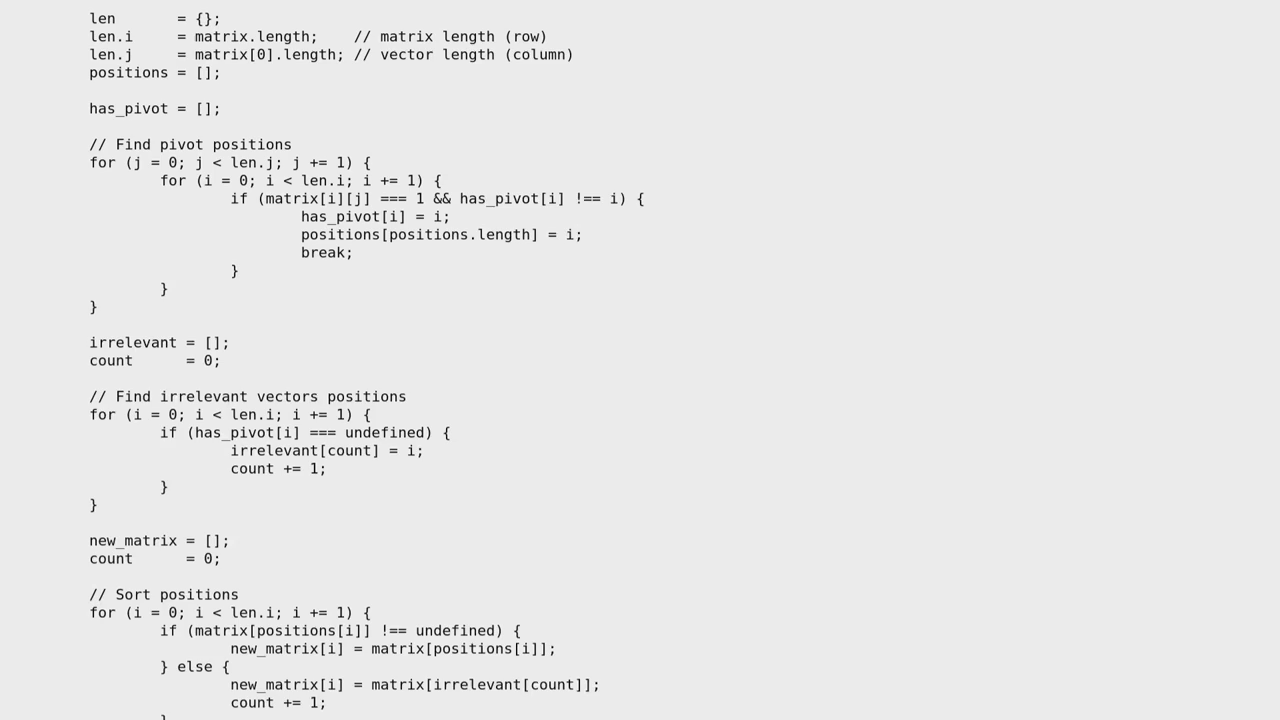 len       = {};
len.i     = matrix.length;    // matrix length (row)
len.j     = matrix[0].length; // vector length (column)
positions = [];

has_pivot = [];

// Find pivot positions
for (j = 0; j < len.j; j += 1) {
        for (i = 0; i < len.i; i += 1) {
                if (matrix[i][j] === 1 && has_pivot[i] !== i) {
                        has_pivot[i] = i;
                        positions[positions.length] = i;
                        break;
                }
        }
}

irrelevant = [];
count      = 0;

// Find irrelevant vectors positions
for (i = 0; i < len.i; i += 1) {
        if (has_pivot[i] === undefined) {
                irrelevant[count] = i;
                count += 1;
        }
}

new_matrix = [];
count      = 0;

// Sort positions
for (i = 0; i < len.i; i += 1) {
        if (matrix[positions[i]] !== undefined) {
                new_matrix[i] = matrix[positions[i]];
        } else {
                new_matrix[i] = matrix[irrelevant[count]];
                count += 1;
        }